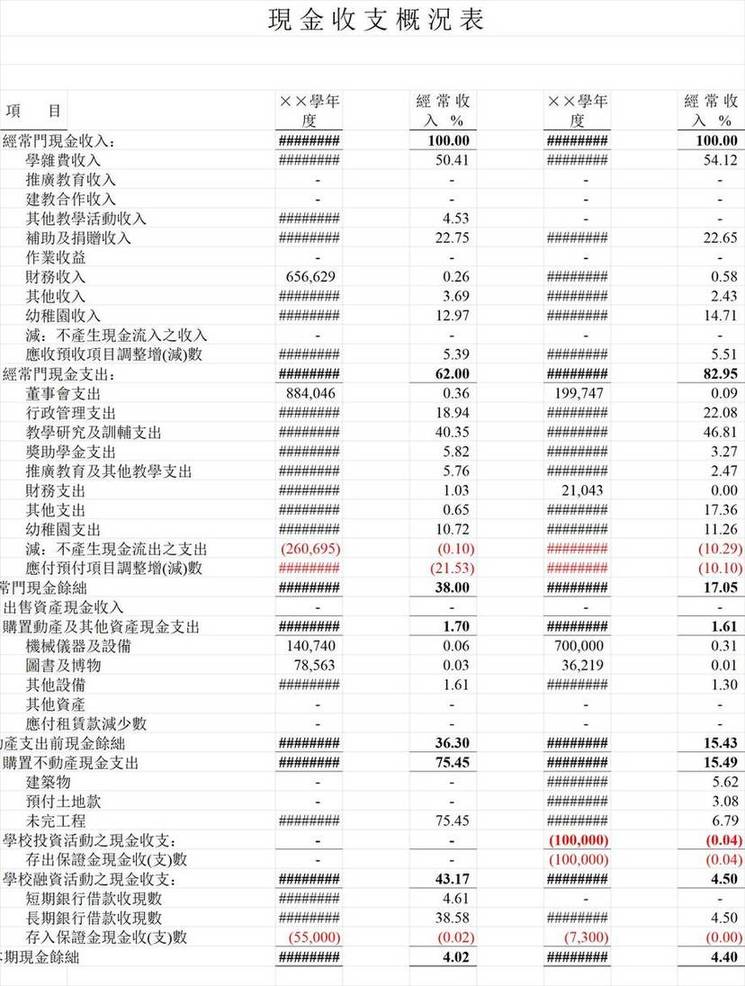 現金收支概況表
項 目 ××學年度 經常收入 % ××學年度 經常收入 %
經常門現金收入: ######## 100.00 ######## 100.00
學雜費收入 ######## 50.41 ######## 54.12
推廣教育收入 - - - -
建教合作收入 - - - -
其他教學活動收入 ######## 4.53 - -
補助及捐贈收入 ######## 22.75 ######## 22.65
作業收益 - - - -
財務收入 656,629 0.26 ######## 0.58
其他收入 ######## 3.69 ######## 2.43
幼稚園收入 ######## 12.97 ######## 14.71
減: 不產生現金流入之收入 - - - -
應收預收項目調整增(減)數 ######## 5.39 ######## 5.51
經常門現金支出: ######## 62.00 ######## 82.95
董事會支出 884,046 0.36 199,747 0.09
行政管理支出 ######## 18.94 ######## 22.08
教學研究及訓輔支出 ######## 40.35 ######## 46.81
獎助學金支出 ######## 5.82 ######## 3.27
推廣教育及其他教學支出 ######## 5.76 ######## 2.47
財務支出 ######## 1.03 21,043 0.00
其他支出 ######## 0.65 ######## 17.36
幼稚園支出 ######## 10.72 ######## 11.26
減: 不產生現金流出之支出 (260,695) (0.10) ######## (10.29)
應付預付項目調整增(減)數 ######## (21.53) ######## (10.10)
常門現金餘絀 ######## 38.00 ######## 17.05
出售資產現金收入 - - - -
購置動產及其他資產現金支出 ######## 1.70 ######## 1.61
機械儀器及設備 140,740 0.06 700,000 0.31
圖書及博物 78,563 0.03 36,219 0.01
其他設備 ######## 1.61 ######## 1.30
其他資產 - - - -
應付租賃款減少數 - - - -
產支出前現金餘絀 ######## 36.30 ######## 15.43
購置不動產現金支出 ######## 75.45 ######## 15.49
建築物 - - ######## 5.62
預付土地款 - - ######## 3.08
未完工程 ######## 75.45 ######## 6.79
學校投資活動之現金收支: - - (100,000) (0.04)
存出保證金現金收(支)數 - - (100,000) (0.04)
學校融資活動之現金收支: ######## 43.17 ######## 4.50
短期銀行借款收現數 ######## 4.61 - -
長期銀行借款收現數 ######## 38.58 ######## 4.50
存入保證金現金收(支)數 (55,000) (0.02) (7,300) (0.00)
期現金餘絀 ######## 4.02 ######## 4.40